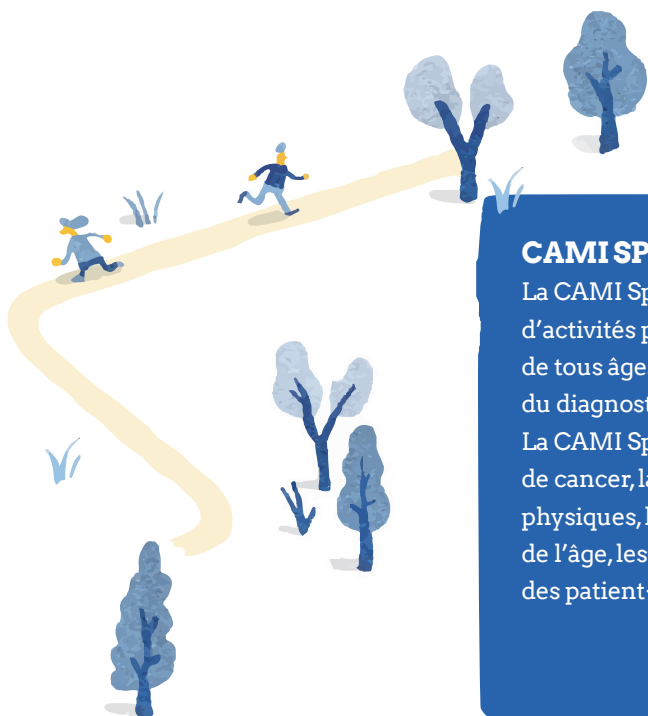 CAMI SP
La CAMI Sp
d’activités p
de tous âge
du diagnost
La CAMI Sp
de cancer, la
physiques, l
de l’âge, les
des patient·